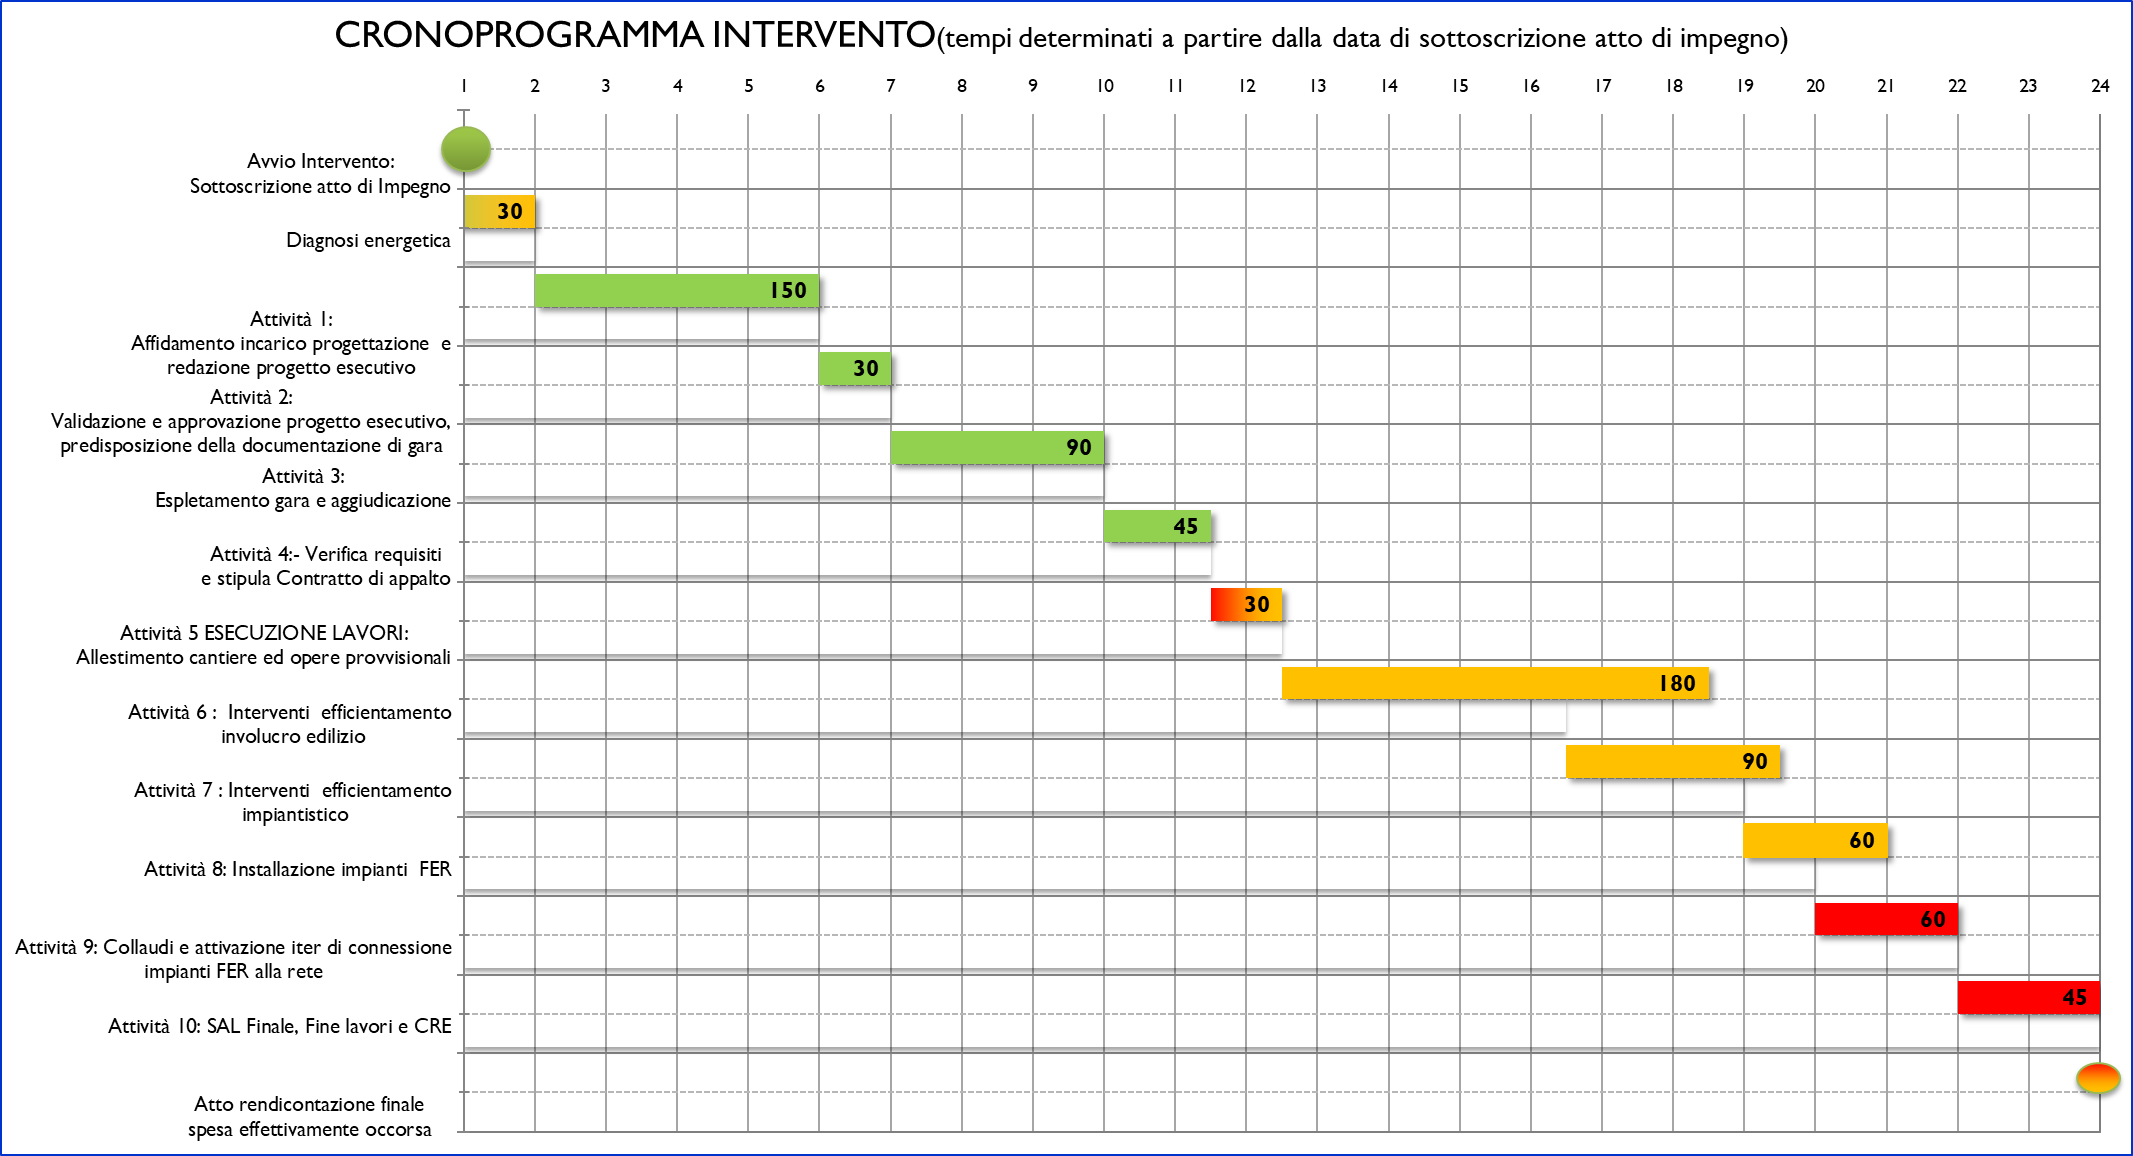 CRONOPROGRAMMA INTERVENTO(tempi determinati a partire dalla data di sottoscrizione atto di impegno)
1 2 3 4 5 6 7 8 9 10 11 12 13 14 15 16 17 18 19 20 21 22 23 24
Avvio Intervento:
Sottoscrizione atto di Impegno
30
Diagnosi energetica
150
Attività 1:
Affidamento incarico progettazione e
redazione progetto esecutivo
30
Attività 2:
Validazione e approvazione progetto esecutivo,
predisposizione della documentazione di gara
90
Attività 3:
Espletamento gara e aggiudicazione
45
Attività 4:- Verifica requisiti
e stipula Contratto di appalto
30
Attività 5 ESECUZIONE LAVORI:
Allestimento cantiere ed opere provvisionali
180
Attività 6 : Interventi efficientamento
involucro edilizio
90
Attività 7 : Interventi efficientamento
impiantistico
60
Attività 8: Installazione impianti FER
60
Attività 9: Collaudi e attivazione iter di connessione
impianti FER alla rete
45
Attività 10: SAL Finale, Fine lavori e CRE
Atto rendicontazione finale
spesa effettivamente occorsa